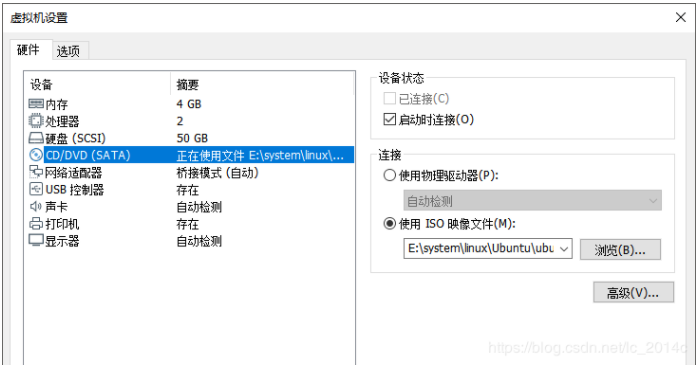 虚拟机设置
硬件 选项
设备 摘要
内存 4 GB
处理器 2
硬盘 (SCSI) 50 GB
CD/DVD (SATA) 正在使用文件 E:\system\linux\...
网络适配器 桥接模式 (自动)
USB 控制器 存在
声卡 自动检测
打印机 存在
显示器 自动检测
设备状态
已连接(C)
启动时连接(O)
连接
使用物理驱动器(P):
自动检测
使用 ISO 映像文件(M):
E:\system\linux\Ubuntu\ubu
浏览(B)...
高级(V)...
https://blog.csdn.net/lc_2014c